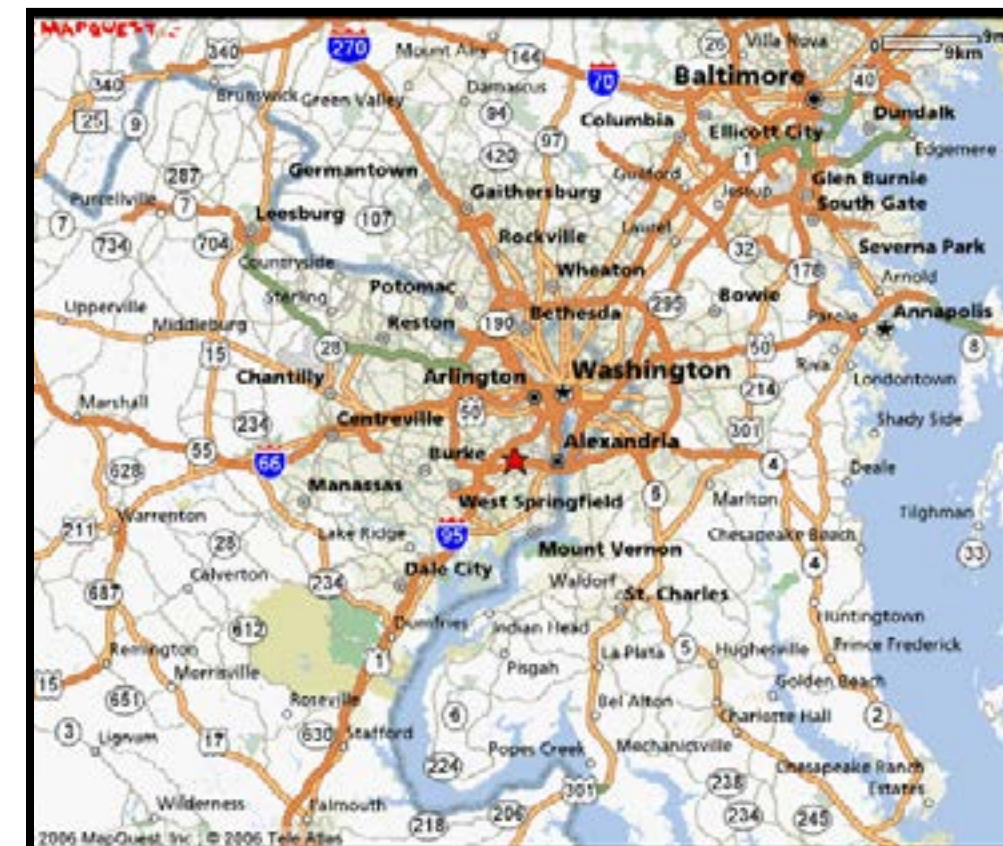 MAPQUEST
270
340
Mount Airy
144
26
Villa Nova
0
9m
9km
340
70
Baltimore
40
Brunswick
Green Valley
Damascus
25
9
94
Columbia
Ellicott City
Dundalk
97
420
1
Edgemere
287
Germantown
Guilford
Jessup
Glen Burnie
Purcellville
7
Gaithersburg
South Gate
7
Leesburg
107
734
704
Rockville
Laurel
32
Severna Park
Countryside
Wheaton
178
Arnold
Sterling
Potomac
295
Bowie
Upperville
Reston
190
Bethesda
Parole
Annapolis
Middleburg
28
50
8
15
Riva
Chantilly
Arlington
Washington
Londontown
214
Marshall
234
Centreville
50
Shady Side
301
55
Burke
Alexandria
66
4
628
Deale
Manassas
West Springfield
5
Marlton
211
Warrenton
Tilghman
Lake Ridge
95
Chesapeake Beach
28
Mount Vernon
33
Dale City
4
Calverton
234
Waldorf
St. Charles
687
Huntingtown
612
Dumfries
Indian Head
Remington
1
La Plata
5
Hughesville
Prince Frederick
Morrisville
Pisgah
15
Golden Beach
651
Roseville
Bel Alton
6
Charlotte Hall
2
3
Lignum
17
630
Stafford
Popes Creek
Mechanicsville
224
Chesapeake Ranch
Estates
301
238
Wilderness
Falmouth
218
206
234
245
2006 MapQuest, Inc.; © 2006 Tele Atlas